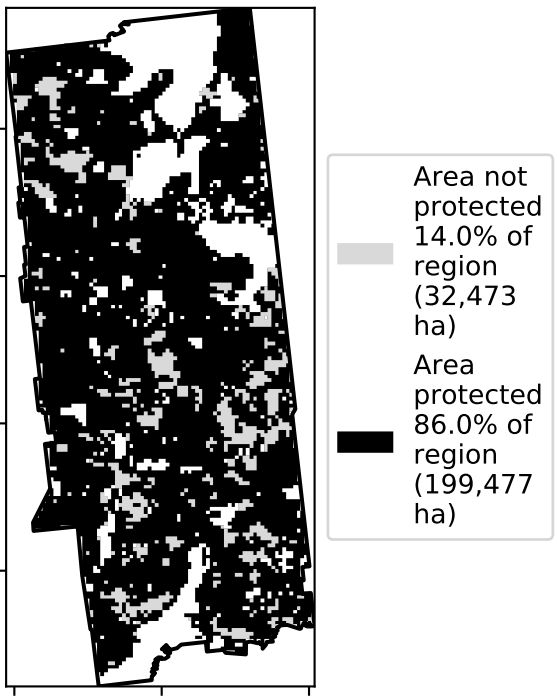 Area not
protected
14.0% of
region
(32,473
ha)
Area
protected
86.0% of
region
(199,477
ha)